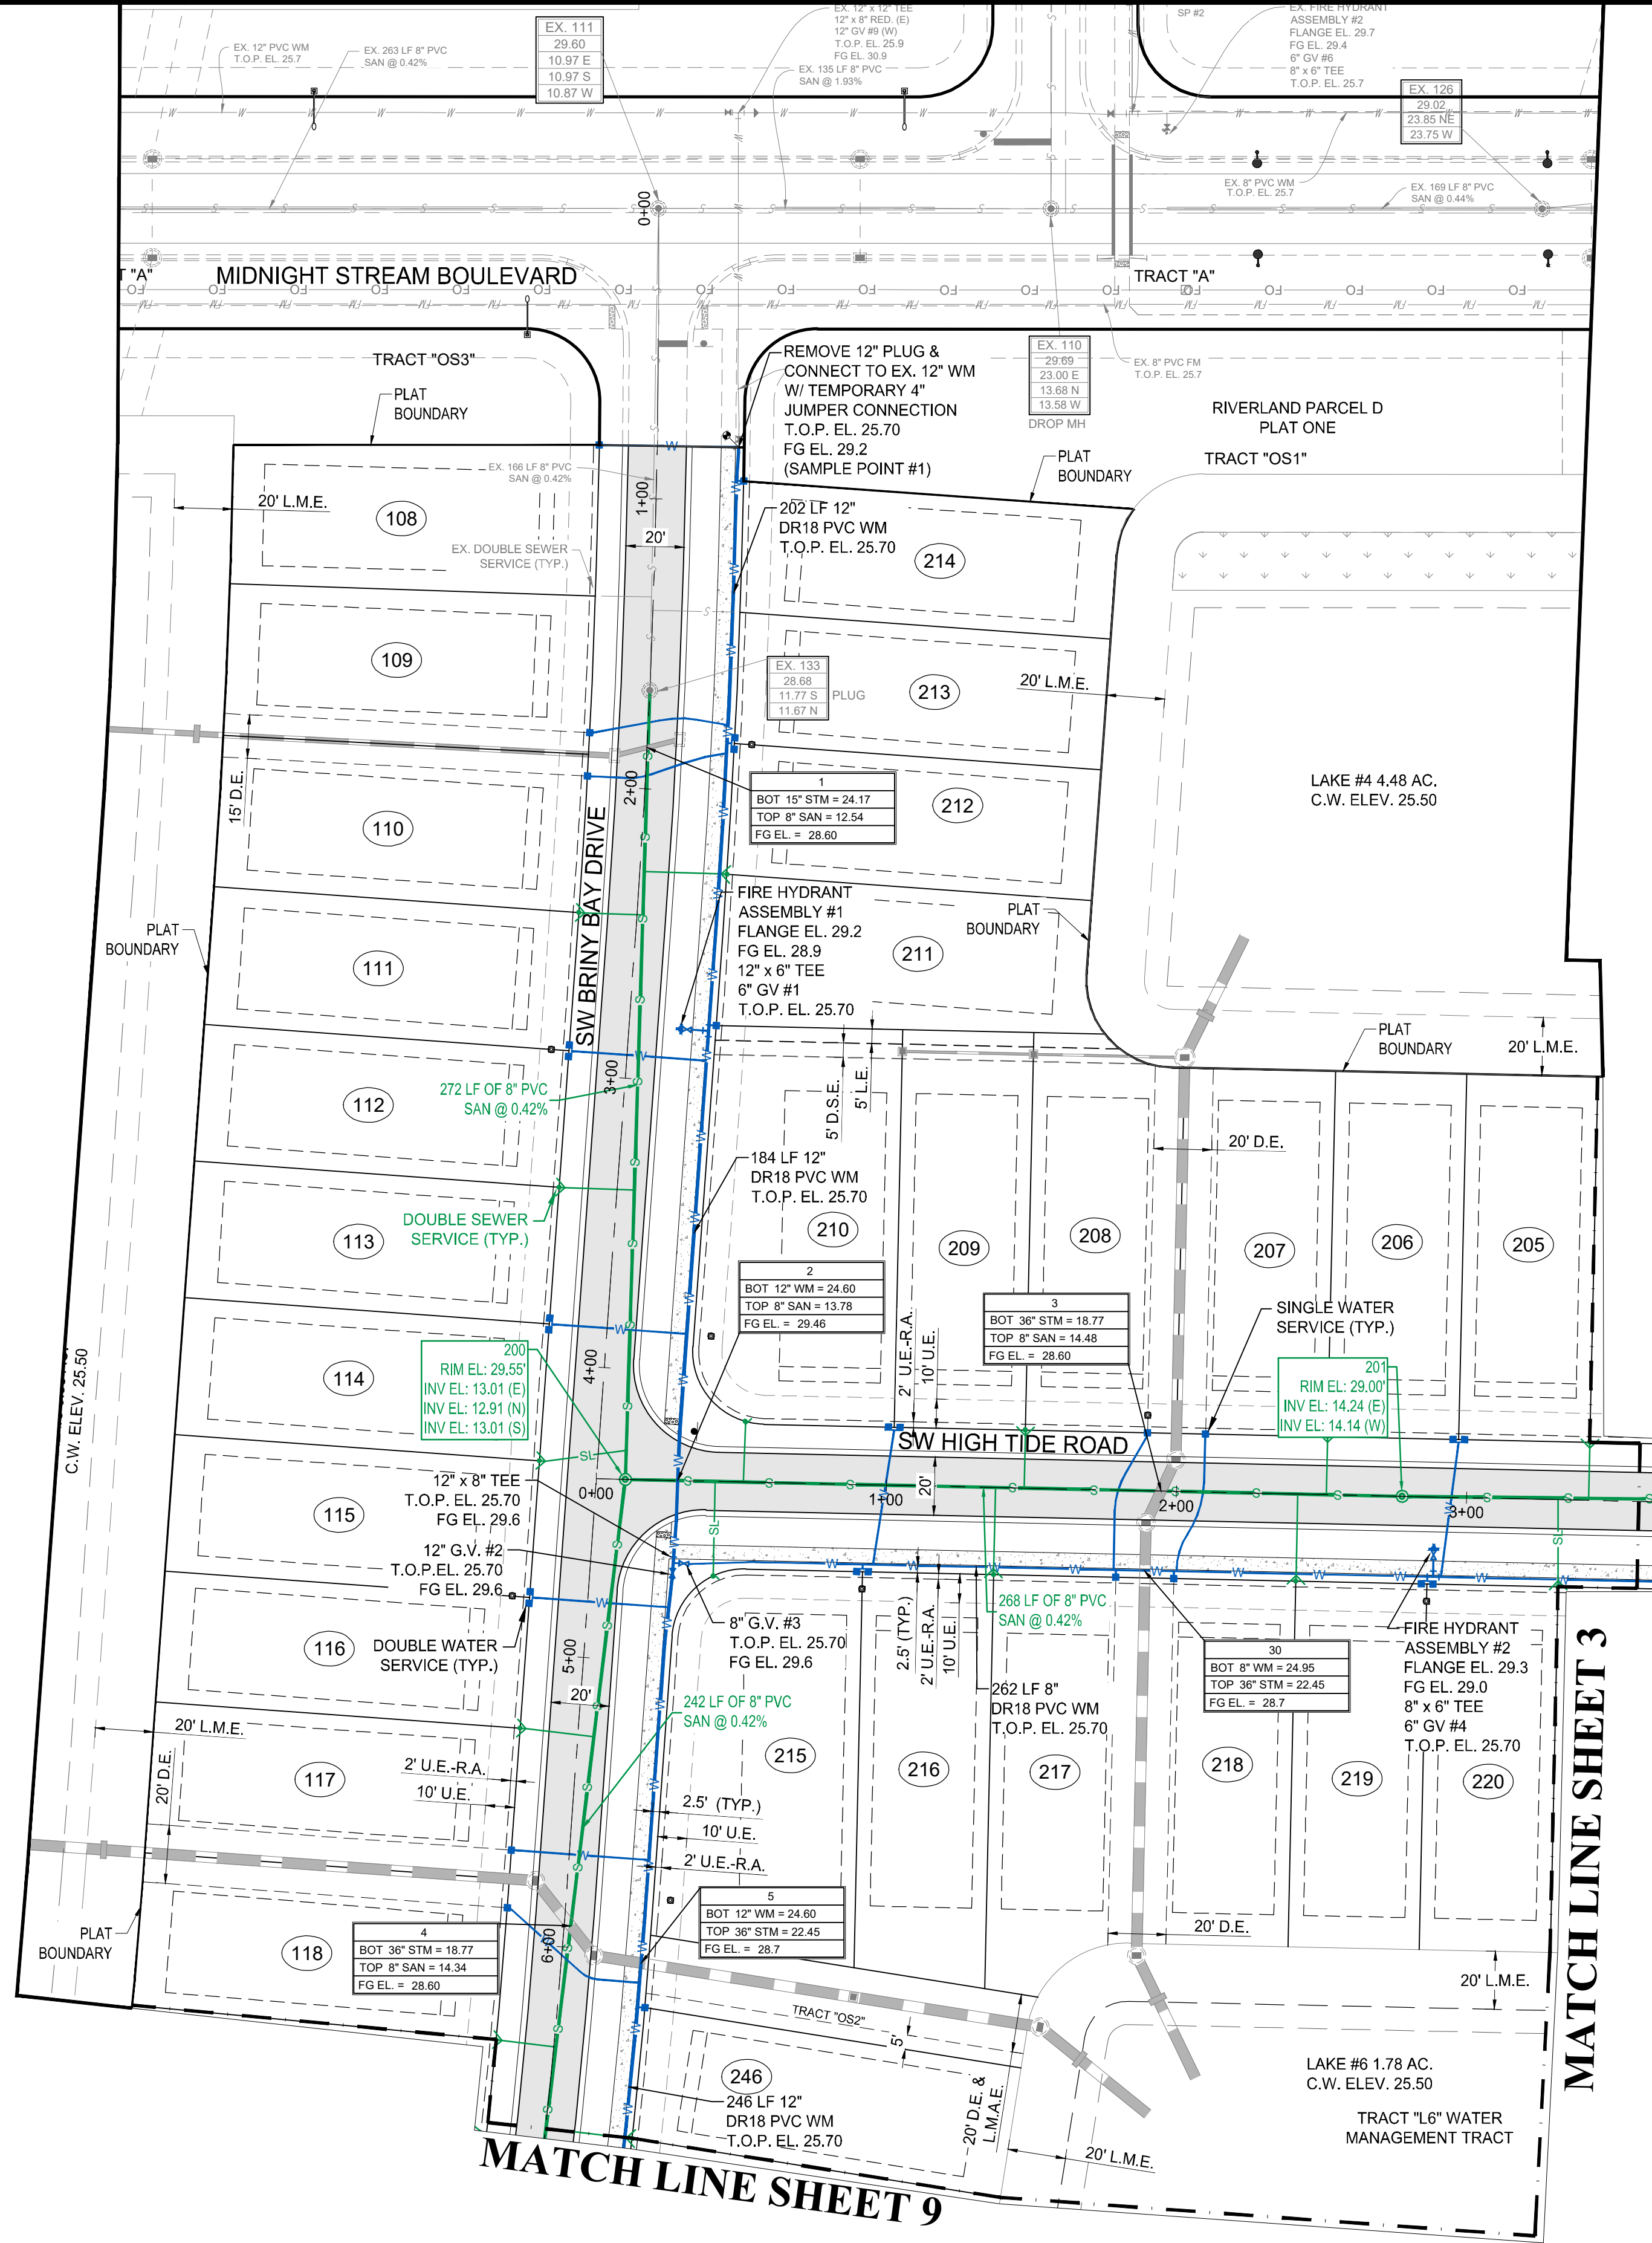 EX. 12" PVC WM
T.O.P. EL. 25.7
EX. 263 LF 8" PVC
SAN @ 0.42%
EX. 111
29.60
10.97 E
10.97 S
10.87 W
EX. 12" x 12" TEE
12" x 8" RED. (E)
12" GV #9 (W)
T.O.P. EL. 25.9
FG EL. 30.9
EX. 135 LF 8" PVC
SAN @ 1.93%
SP #2
EX. FIRE HYDRANT
ASSEMBLY #2
FLANGE EL. 29.7
FG EL. 29.4
6" GV #6
8" x 6" TEE
T.O.P. EL. 25.7
EX. 126
29.02
23.85 NE
23.75 W
EX. 8" PVC WM
T.O.P. EL. 25.7
EX. 169 LF 8" PVC
SAN @ 0.44%
0+00
T "A"
MIDNIGHT STREAM BOULEVARD
TRACT "A"
TRACT "OS3"
PLAT
BOUNDARY
REMOVE 12" PLUG &
CONNECT TO EX. 12" WM
W/ TEMPORARY 4"
JUMPER CONNECTION
T.O.P. EL. 25.70
FG EL. 29.2
(SAMPLE POINT #1)
EX. 110
29.69
23.00 E
13.68 N
13.58 W
DROP MH
EX. 8" PVC FM
T.O.P. EL. 25.7
RIVERLAND PARCEL D
PLAT ONE
TRACT "OS1"
PLAT
BOUNDARY
EX. 166 LF 8" PVC
SAN @ 0.42%
20' L.M.E.
108
1+00
20'
202 LF 12"
DR18 PVC WM
T.O.P. EL. 25.70
214
EX. DOUBLE SEWER
SERVICE (TYP.)
109
EX. 133
28.68
11.77 S
11.67 N
PLUG
213
20' L.M.E.
15' D.E.
2+00
1
BOT 15" STM = 24.17
TOP 8" SAN = 12.54
FG EL. = 28.60
212
LAKE #4 4.48 AC.
C.W. ELEV. 25.50
110
SW BRINY BAY DRIVE
FIRE HYDRANT
ASSEMBLY #1
FLANGE EL. 29.2
FG EL. 28.9
12" x 6" TEE
6" GV #1
T.O.P. EL. 25.70
PLAT
BOUNDARY
211
PLAT
BOUNDARY
111
PLAT
BOUNDARY
20' L.M.E.
3+00
272 LF OF 8" PVC
SAN @ 0.42%
112
5' D.S.E.
5' L.E.
20' D.E.
184 LF 12"
DR18 PVC WM
T.O.P. EL. 25.70
DOUBLE SEWER
SERVICE (TYP.)
113
210
209
208
207
206
205
2
BOT 12" WM = 24.60
TOP 8" SAN = 13.78
FG EL. = 29.46
3
BOT 36" STM = 18.77
TOP 8" SAN = 14.48
FG EL. = 28.60
SINGLE WATER
SERVICE (TYP.)
C.W. ELEV. 25.50
114
200
RIM EL: 29.55'
INV EL: 13.01 (E)
INV EL: 12.91 (N)
INV EL: 13.01 (S)
4+00
2' U.E.-R.A.
10' U.E.
201
RIM EL: 29.00'
INV EL: 14.24 (E)
INV EL: 14.14 (W)
SW HIGH TIDE ROAD
SL
12" x 8" TEE
T.O.P. EL. 25.70
FG EL. 29.6
0+00
1+00
20'
2+00
3+00
115
SL
SL
12" G.V. #2
T.O.P. EL. 25.70
FG EL. 29.6
116
DOUBLE WATER
SERVICE (TYP.)
5+00
8" G.V. #3
T.O.P. EL. 25.70
FG EL. 29.6
2.5' (TYP.)
2' U.E.-R.A.
10' U.E.
268 LF OF 8" PVC
SAN @ 0.42%
FIRE HYDRANT
ASSEMBLY #2
FLANGE EL. 29.3
FG EL. 29.0
8" x 6" TEE
6" GV #4
T.O.P. EL. 25.70
30
BOT 8" WM = 24.95
TOP 36" STM = 22.45
FG EL. = 28.7
20'
242 LF OF 8" PVC
SAN @ 0.42%
262 LF 8"
DR18 PVC WM
T.O.P. EL. 25.70
20' L.M.E.
20' D.E.
117
2' U.E.-R.A.
10' U.E.
215
216
217
218
219
220
2.5' (TYP.)
10' U.E.
2' U.E.-R.A.
MATCH LINE SHEET 3
5
BOT 12" WM = 24.60
TOP 36" STM = 22.45
FG EL. = 28.7
PLAT
BOUNDARY
118
4
BOT 36" STM = 18.77
TOP 8" SAN = 14.34
FG EL. = 28.60
6+00
20' D.E.
20' L.M.E.
TRACT "OS2"
5'
246
246 LF 12"
DR18 PVC WM
T.O.P. EL. 25.70
20' D.E. &
L.M.A.E.
20' L.M.E.
LAKE #6 1.78 AC.
C.W. ELEV. 25.50
TRACT "L6" WATER
MANAGEMENT TRACT
MATCH LINE SHEET 9